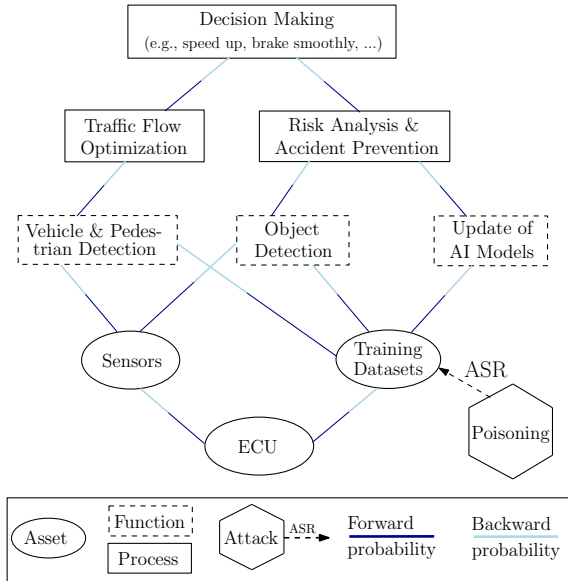 Decision Making
(e.g., speed up, brake smoothly, ...)
Traffic Flow
Optimization
Risk Analysis &
Accident Prevention
Vehicle & Pedes-
trian Detection
Object
Detection
Update of
AI Models
Sensors
Training
Datasets
ASR
Poisoning
ECU
Asset
Function
Process
Attack
ASR
Forward
probability
Backward
probability